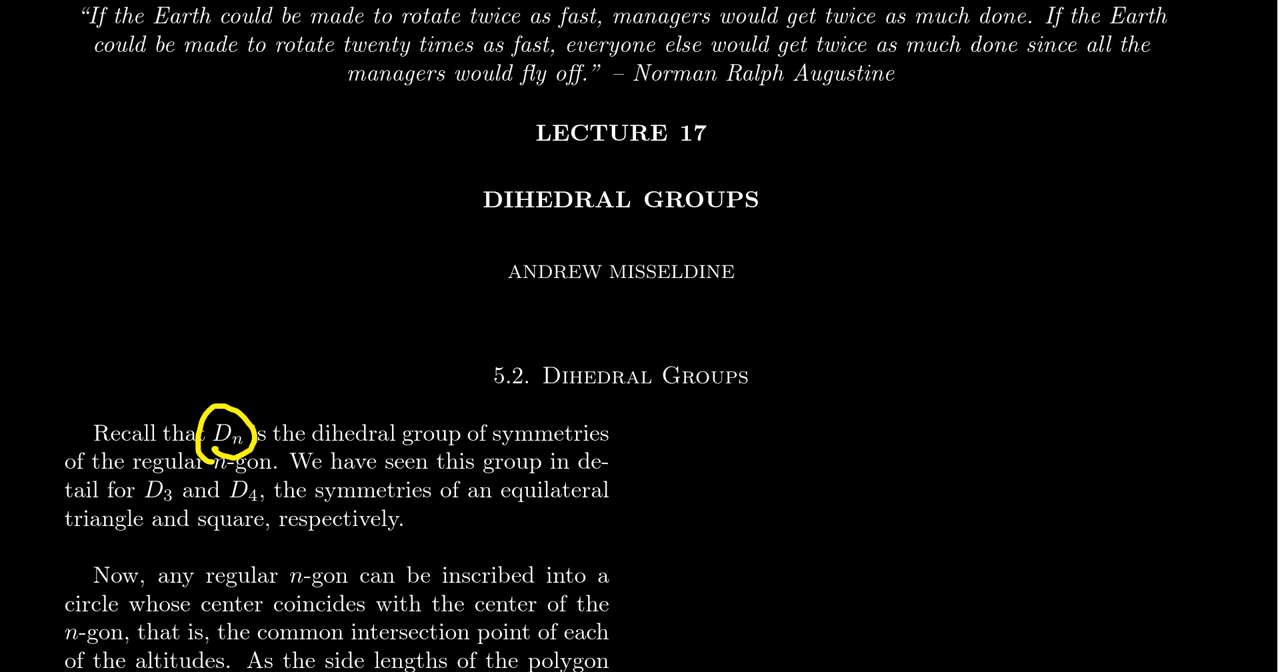 “If the Earth could be made to rotate twice as fast, managers would get twice as much done. If the Earth
could be made to rotate twenty times as fast, everyone else would get twice as much done since all the
managers would fly off.” – Norman Ralph Augustine
LECTURE 17
DIHEDRAL GROUPS
ANDREW MISSELDINE
5.2. Dihedral Groups
Recall that Dₙ is the dihedral group of symmetries
of the regular n-gon. We have seen this group in de-
tail for D₃ and D₄, the symmetries of an equilateral
triangle and square, respectively.
Now, any regular n-gon can be inscribed into a
circle whose center coincides with the center of the
n-gon, that is, the common intersection point of each
of the altitudes. As the side lengths of the polygon